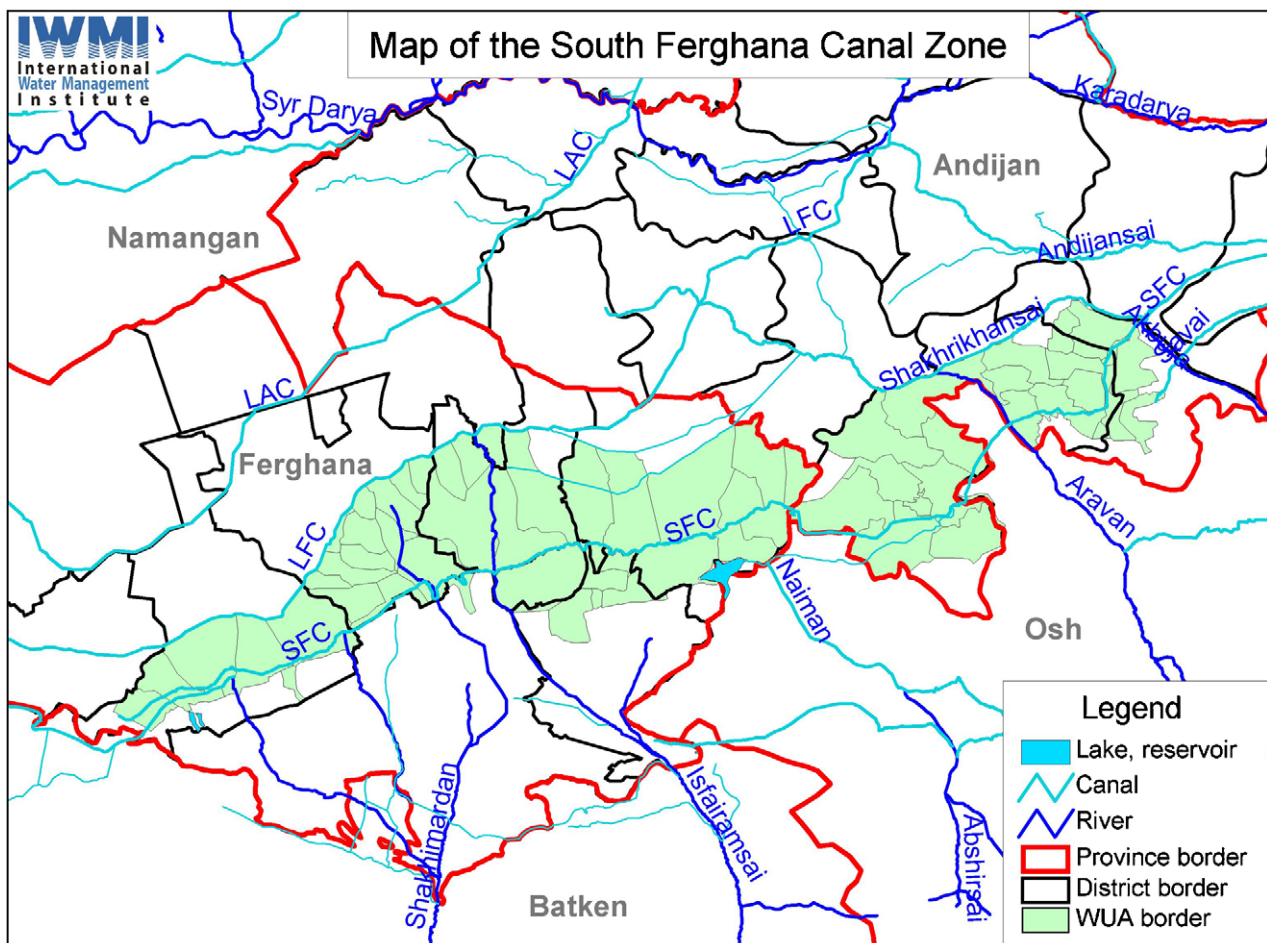 IWMI
International
Water Management
Institute
Map of the South Ferghana Canal Zone
Syr Darya
Karadarya
LAC
Andijan
LFC
Namangan
Andijansai
SFC
Shakhrikhansai
Akbura
LAC
Ferghana
Aravan
SFC
LFC
Naiman
Osh
SFC
Shakhimardan
Isfairamsai
Abshirsai
Batken
Legend
Lake, reservoir
Canal
River
Province border
District border
WUA border